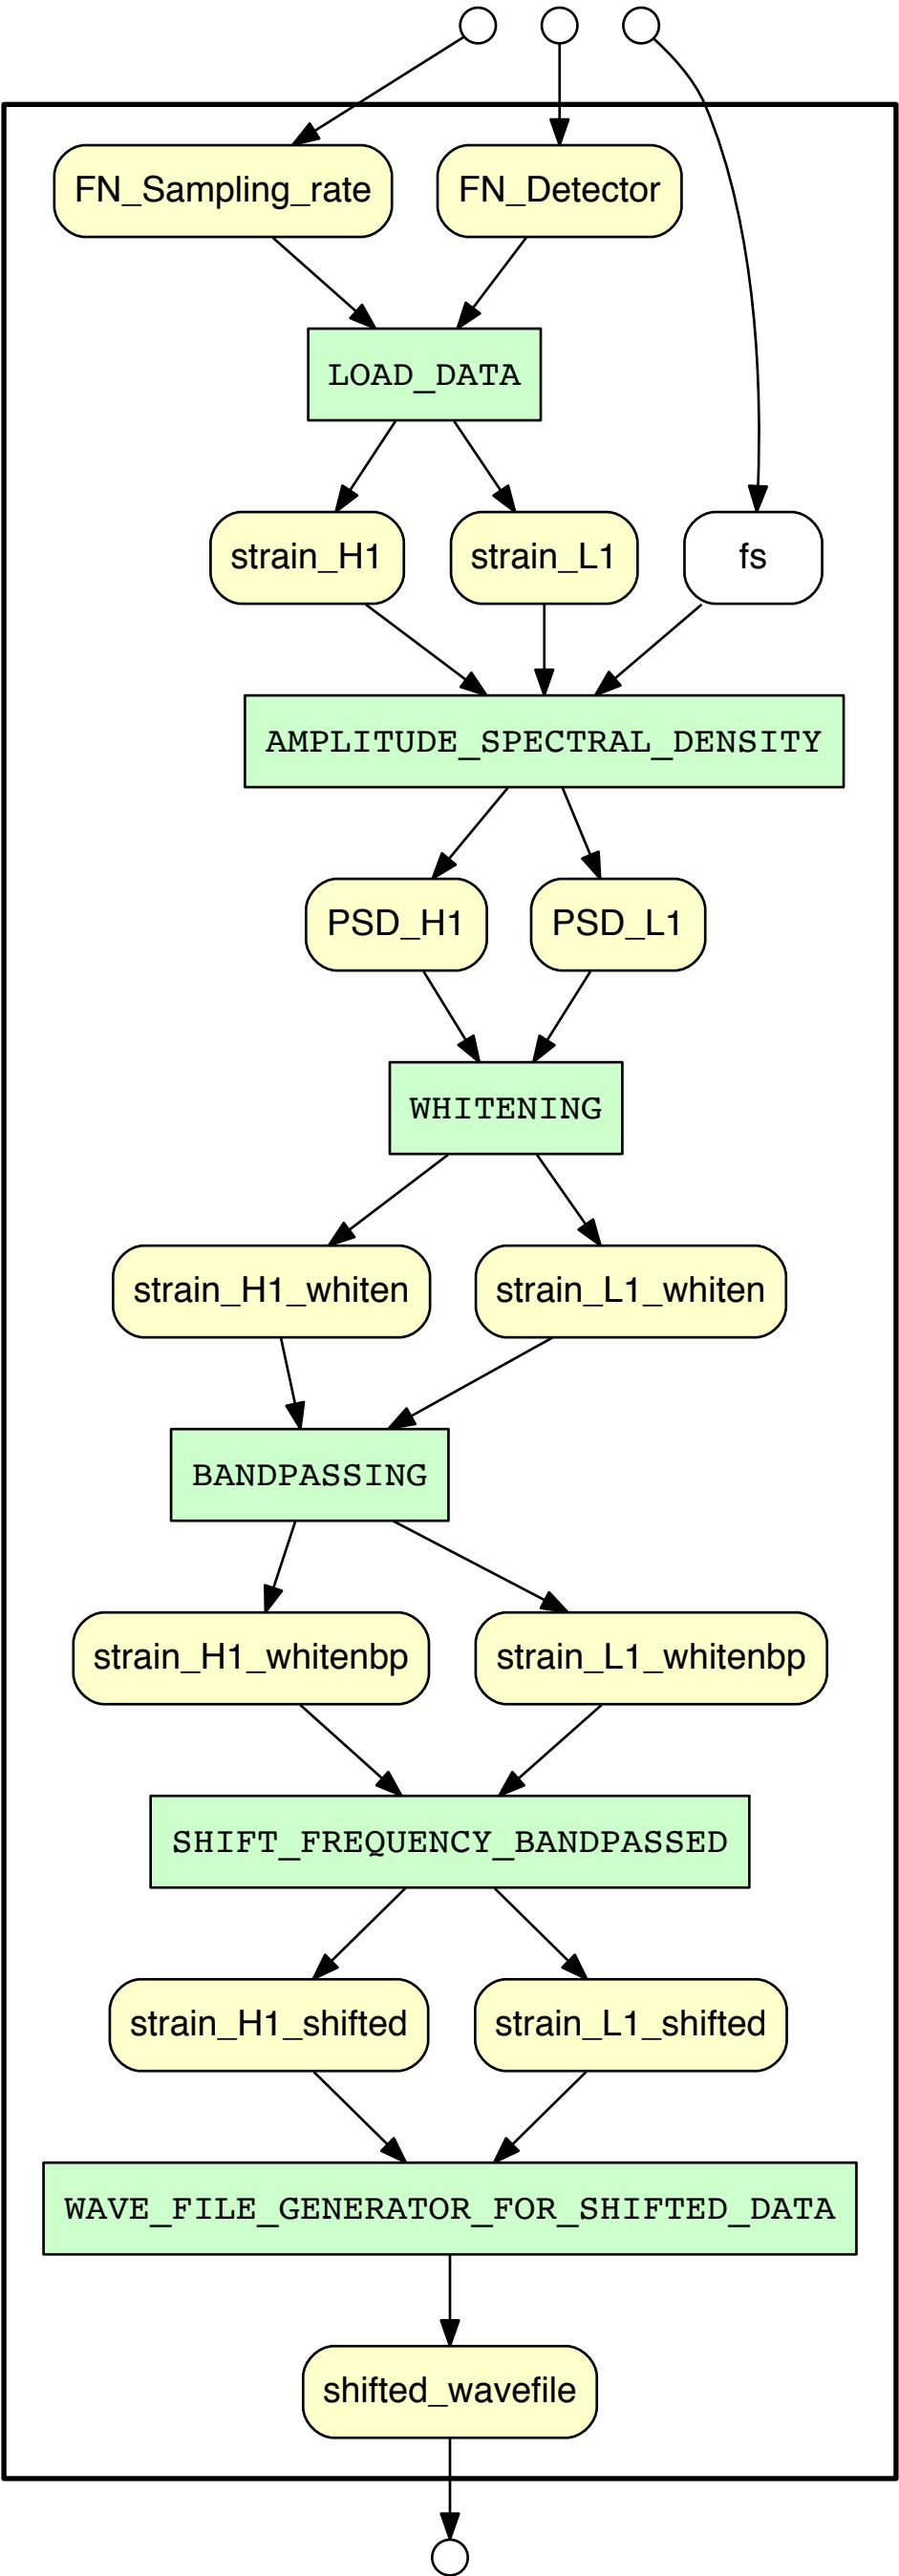 FN_Sampling_rate
FN_Detector
LOAD_DATA
strain_H1
strain_L1
fs
AMPLITUDE_SPECTRAL_DENSITY
PSD_H1
PSD_L1
WHITENING
strain_H1_whiten
strain_L1_whiten
BANDPASSING
strain_H1_whitenbp
strain_L1_whitenbp
SHIFT_FREQUENCY_BANDPASSED
strain_H1_shifted
strain_L1_shifted
WAVE_FILE_GENERATOR_FOR_SHIFTED_DATA
shifted_wavefile